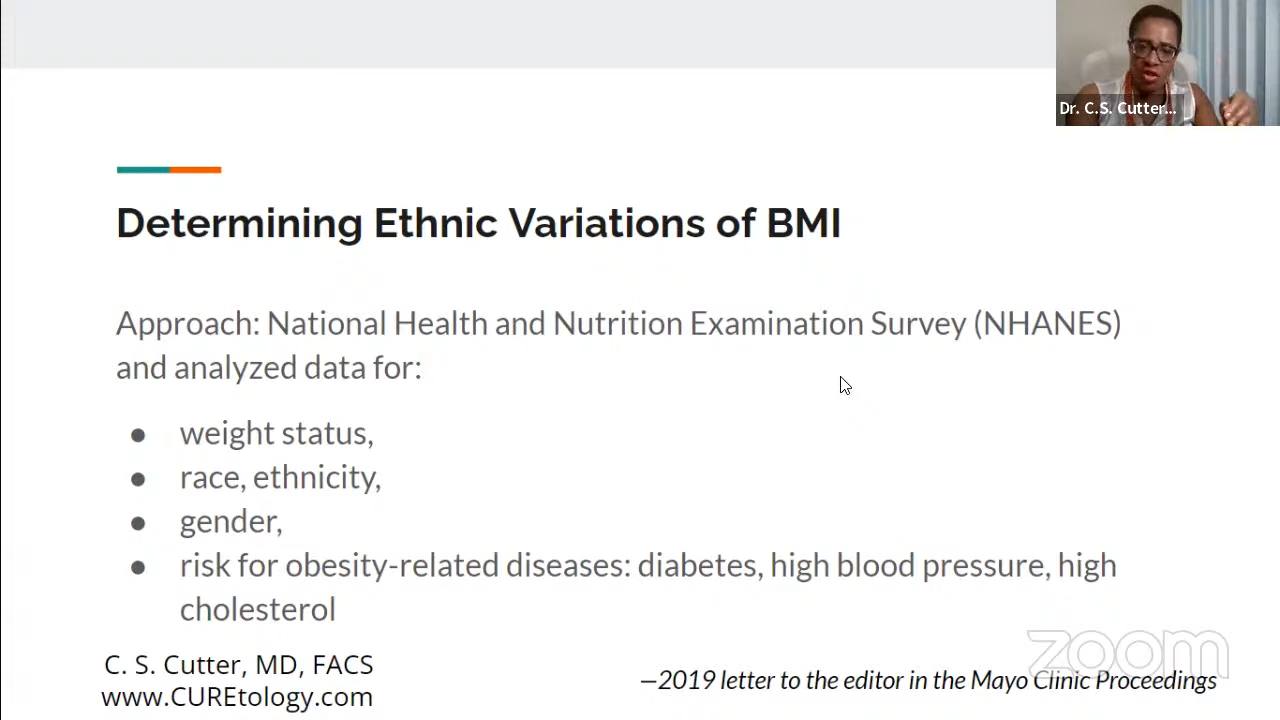 Dr. C.S. Cutter...
Determining Ethnic Variations of BMI
Approach: National Health and Nutrition Examination Survey (NHANES)
and analyzed data for:
● weight status,
● race, ethnicity,
● gender,
● risk for obesity-related diseases: diabetes, high blood pressure, high
cholesterol
C. S. Cutter, MD, FACS
www.CUREtology.com
zoom
—2019 letter to the editor in the Mayo Clinic Proceedings